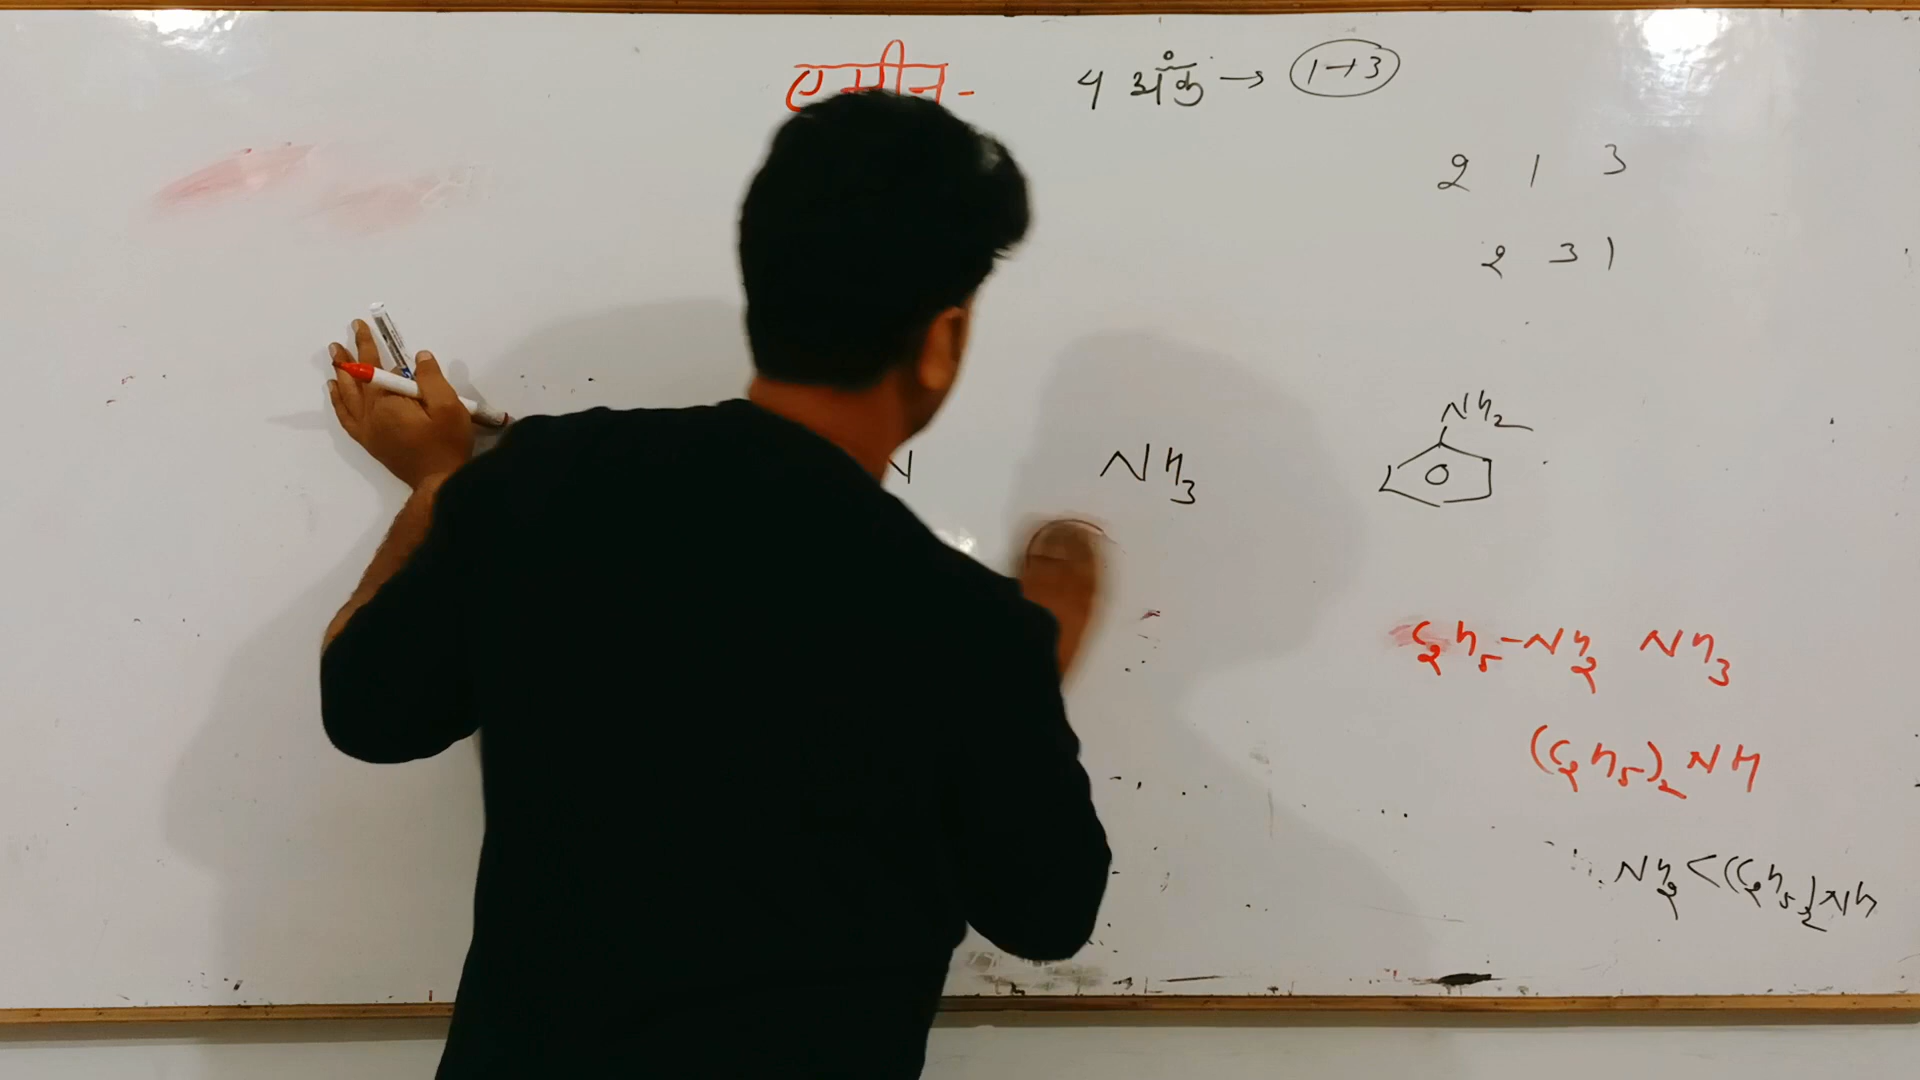 एमीन - 4 अंक → 1→3
2 1 3
2 3 1
NH2
N NH3
C2H5-NH2 NH3
(C2H5)2NH
NH2 < (C2H5)2NH